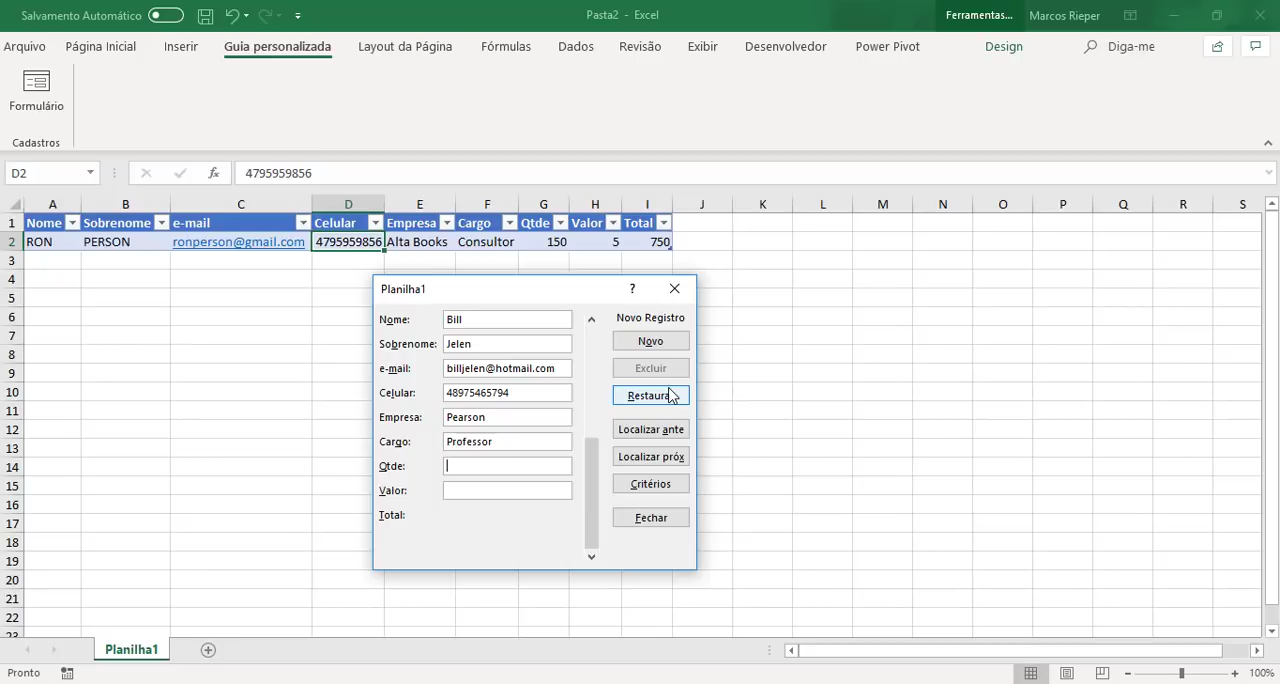 Salvamento Automático
Pasta2 - Excel
Ferramentas...
Marcos Rieper
Arquivo Página Inicial Inserir Guia personalizada Layout da Página Fórmulas Dados Revisão Exibir Desenvolvedor Power Pivot Design Diga-me
Formulário
Cadastros
D2 fx 4795959856
A B C D E F G H I J K L M N O P Q R S
1 Nome Sobrenome e-mail Celular Empresa Cargo Qtde Valor Total
2 RON PERSON ronperson@gmail.com 4795959856 Alta Books Consultor 150 5 750
3
4
5
6
7
8
9
10
11
12
13
14
15
16
17
18
19
20
21
22
23
Planilha1 ?
Nome: Bill
Sobrenome: Jelen
e-mail: billjelen@hotmail.com
Celular: 48975465794
Empresa: Pearson
Cargo: Professor
Qtde:
Valor:
Total:
Novo Registro
Novo
Excluir
Restaura
Localizar ante
Localizar próx
Critérios
Fechar
Planilha1
Pronto
100%